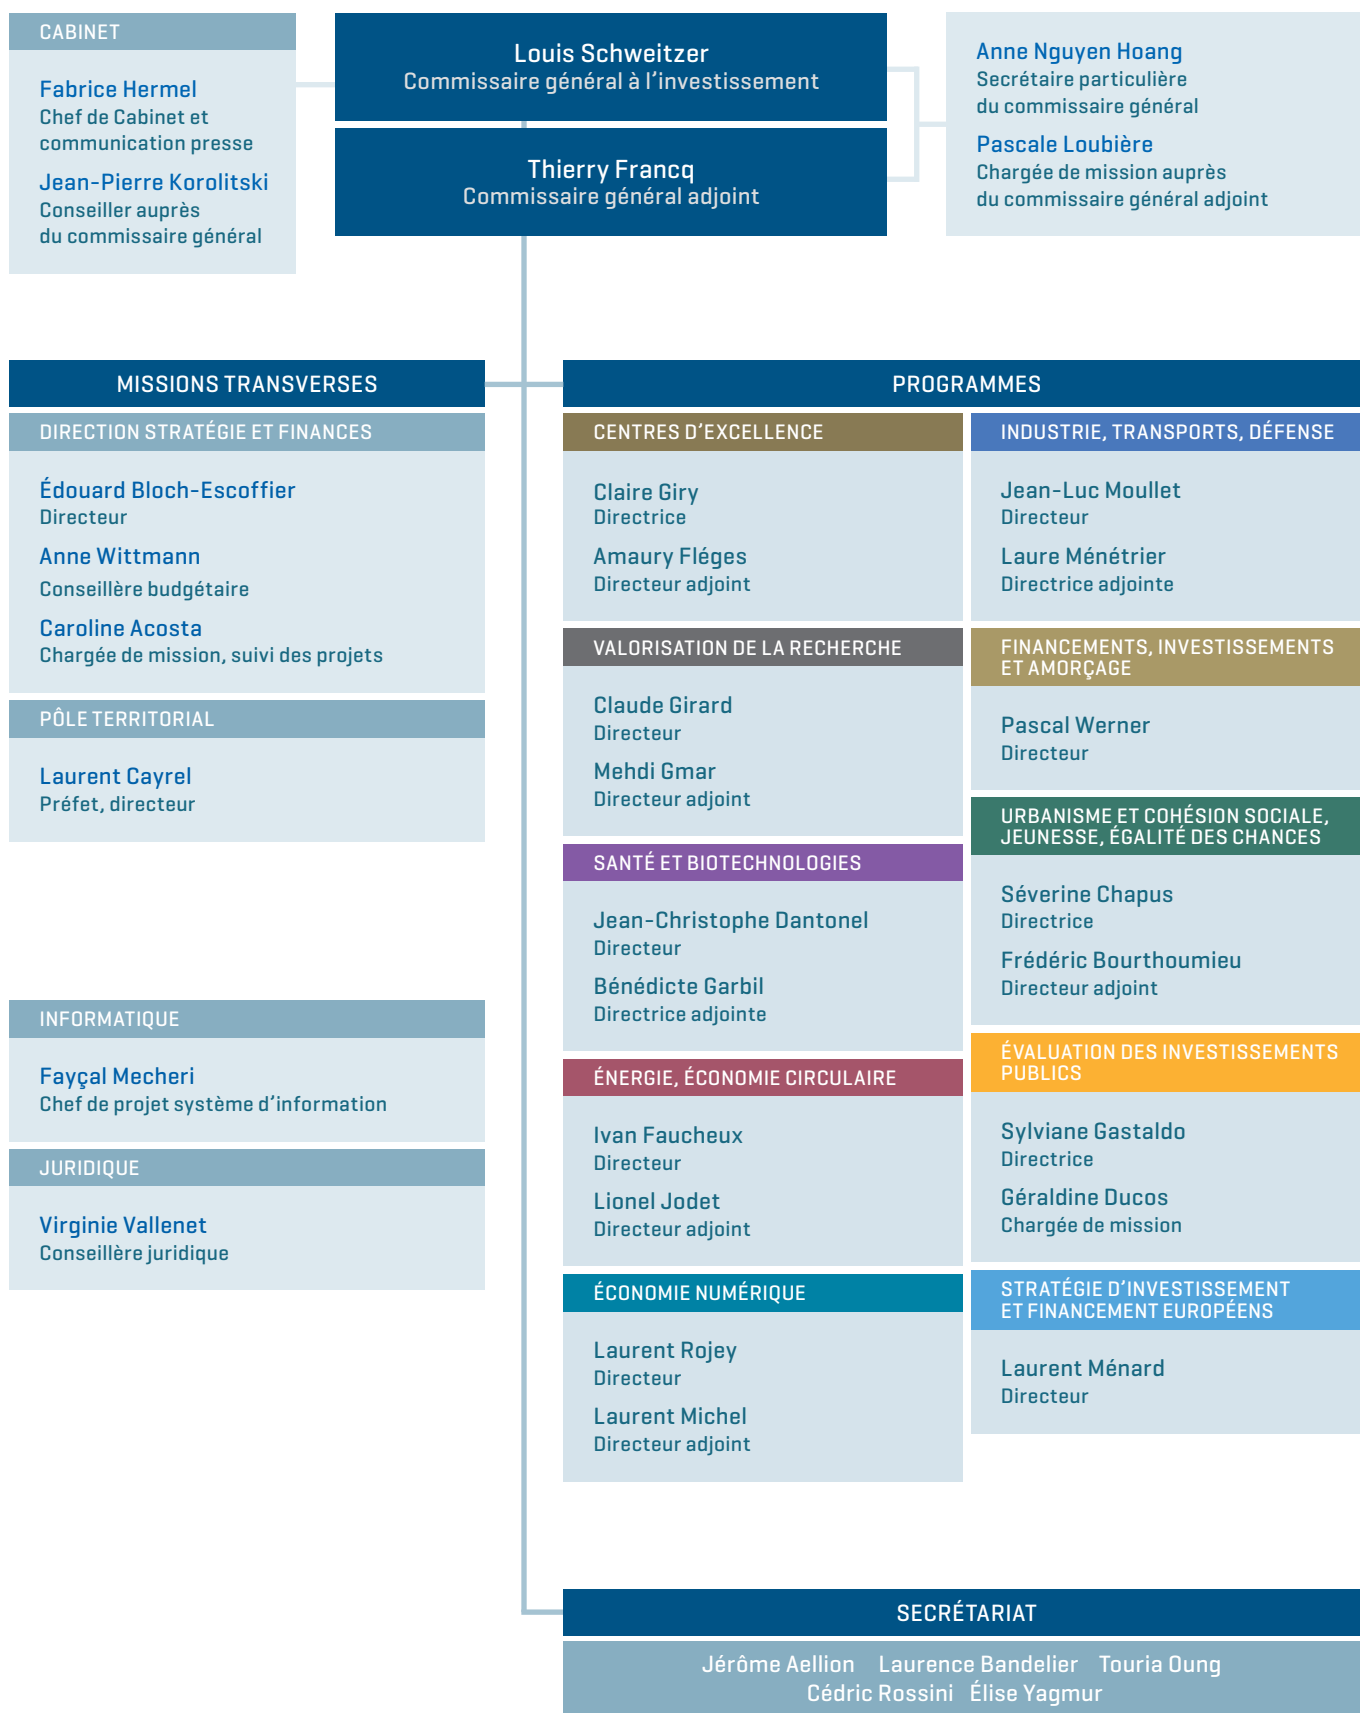 CABINET
Fabrice Hermel
Chef de Cabinet et
communication presse
Jean-Pierre Korolitski
Conseiller auprès
du commissaire général
Louis Schweitzer
Commissaire général à l’investissement
Thierry Francq
Commissaire général adjoint
Anne Nguyen Hoang
Secrétaire particulière
du commissaire général
Pascale Loubière
Chargée de mission auprès
du commissaire général adjoint
MISSIONS TRANSVERSES
DIRECTION STRATÉGIE ET FINANCES
Édouard Bloch-Escoffier
Directeur
Anne Wittmann
Conseillère budgétaire
Caroline Acosta
Chargée de mission, suivi des projets
PÔLE TERRITORIAL
Laurent Cayrel
Préfet, directeur
INFORMATIQUE
Fayçal Mecheri
Chef de projet système d’information
JURIDIQUE
Virginie Vallenet
Conseillère juridique
PROGRAMMES
CENTRES D’EXCELLENCE
Claire Giry
Directrice
Amaury Fléges
Directeur adjoint
VALORISATION DE LA RECHERCHE
Claude Girard
Directeur
Mehdi Gmar
Directeur adjoint
SANTÉ ET BIOTECHNOLOGIES
Jean-Christophe Dantonel
Directeur
Bénédicte Garbil
Directrice adjointe
ÉNERGIE, ÉCONOMIE CIRCULAIRE
Ivan Faucheux
Directeur
Lionel Jodet
Directeur adjoint
ÉCONOMIE NUMÉRIQUE
Laurent Rojey
Directeur
Laurent Michel
Directeur adjoint
INDUSTRIE, TRANSPORTS, DÉFENSE
Jean-Luc Moullet
Directeur
Laure Ménétrier
Directrice adjointe
FINANCEMENTS, INVESTISSEMENTS
ET AMORÇAGE
Pascal Werner
Directeur
URBANISME ET COHÉSION SOCIALE,
JEUNESSE, ÉGALITÉ DES CHANCES
Séverine Chapus
Directrice
Frédéric Bourthoumieu
Directeur adjoint
ÉVALUATION DES INVESTISSEMENTS
PUBLICS
Sylviane Gastaldo
Directrice
Géraldine Ducos
Chargée de mission
STRATÉGIE D’INVESTISSEMENT
ET FINANCEMENT EUROPÉENS
Laurent Ménard
Directeur
SECRÉTARIAT
Jérôme Aellion Laurence Bandelier Touria Oung
Cédric Rossini Élise Yagmur